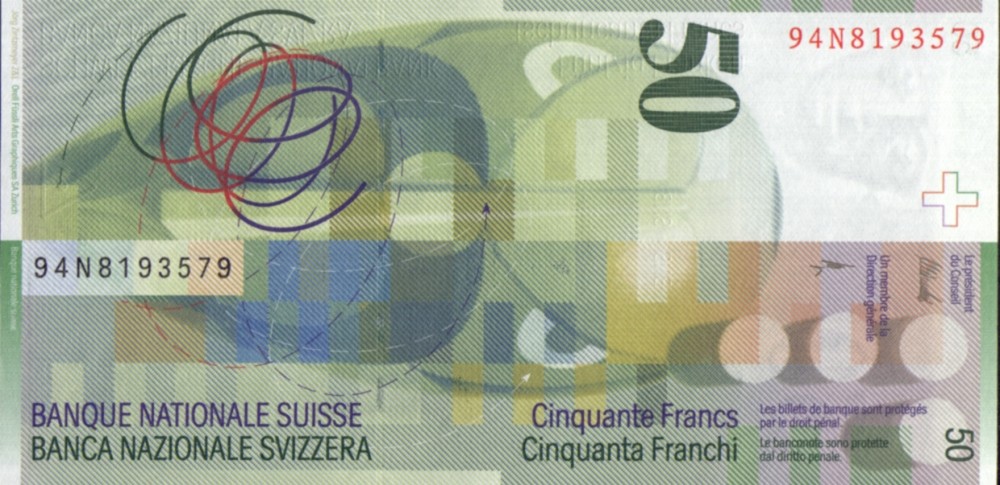 94N8193579
50
94N8193579
Le président
du Conseil
Un membre de la
Direction générale
BANQUE NATIONALE SUISSE
BANCA NAZIONALE SVIZZERA
Cinquante Francs
Cinquanta Franchi
Les billets de banque sont protégés
par le droit pénal.
Le banconote sono protette
dal diritto penale.
50